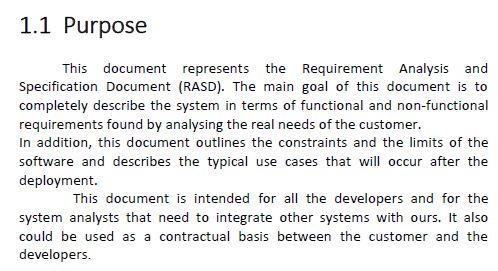 1.1 Purpose
This document represents the Requirement Analysis and
Specification Document (RASD). The main goal of this document is to
completely describe the system in terms of functional and non-functional
requirements found by analysing the real needs of the customer.
In addition, this document outlines the constraints and the limits of the
software and describes the typical use cases that will occur after the
deployment.
This document is intended for all the developers and for the
system analysts that need to integrate other systems with ours. It also
could be used as a contractual basis between the customer and the
developers.